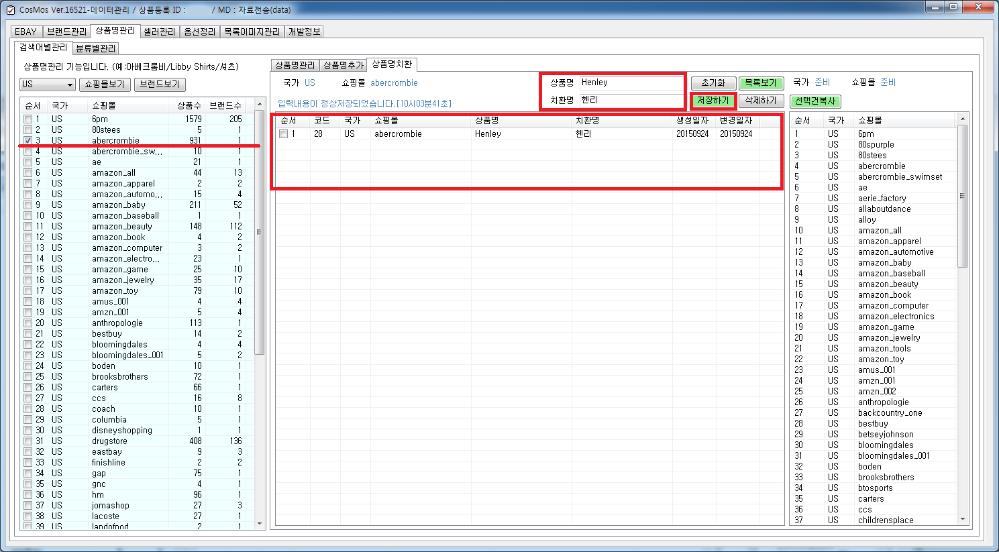 CosMos Ver.16521-데이터관리 / 상품등록 ID : / MD : 자료전송(data)
EBAY 브랜드관리 상품명관리 셀러관리 옵션정리 목록이미지관리 개발정보
검색어별관리 분류별관리
상품명관리 기능입니다. (예:아베크롬비/Libby Shirts/셔츠)
US 쇼핑몰보기 브랜드보기
순서 국가 쇼핑몰 상품수 브랜드수
1 US 6pm 1579 205
2 US 80stees 5 1
3 US abercrombie 931 1
4 US abercrombie_sw... 10 1
5 US ae 21 1
6 US amazon_all 44 13
7 US amazon_apparel 2 2
8 US amazon_automo... 15 4
9 US amazon_baby 211 52
10 US amazon_baseball 1 1
11 US amazon_beauty 148 112
12 US amazon_book 4 2
13 US amazon_computer 3 2
14 US amazon_electro... 23 1
15 US amazon_game 25 10
16 US amazon_jewelry 35 17
17 US amazon_toy 79 10
18 US amus_001 4 4
19 US amzn_001 5 4
20 US anthropologie 113 1
21 US bestbuy 14 2
22 US bloomingdales 4 4
23 US bloomingdales_001 5 2
24 US boden 10 1
25 US brooksbrothers 72 1
26 US carters 66 1
27 US ccs 16 8
28 US coach 10 1
29 US columbia 5 1
30 US disneyshopping 1 1
31 US drugstore 408 136
32 US eastbay 9 3
33 US finishline 2 2
34 US gap 75 1
35 US gnc 4 1
36 US hm 96 1
37 US jomashop 27 3
38 US lacoste 27 1
39 US landofnod 2 1
상품명관리 상품명추가 상품명치환
국가 US 쇼핑몰 abercrombie
상품명 Henley 초기화 목록보기
치환명 헨리 저장하기 삭제하기
입력내용이 정상저장되었습니다.[10시03분41초]
순서 코드 국가 쇼핑몰 상품명 치환명 생성일자 변경일자
1 28 US abercrombie Henley 헨리 20150924 20150924
국가 준비 쇼핑몰 준비
선택건복사
순서 국가 쇼핑몰
1 US 6pm
2 US 80spurple
3 US 80stees
4 US abercrombie
5 US abercrombie_swimset
6 US ae
7 US aerie_factory
8 US allaboutdance
9 US alloy
10 US amazon_all
11 US amazon_apparel
12 US amazon_automotive
13 US amazon_baby
14 US amazon_baseball
15 US amazon_beauty
16 US amazon_book
17 US amazon_computer
18 US amazon_electronics
19 US amazon_game
20 US amazon_jewelry
21 US amazon_tools
22 US amazon_toy
23 US amus_001
24 US amzn_001
25 US amzn_002
26 US anthropologie
27 US backcountry_one
28 US bestbuy
29 US betseyjohnson
30 US bloomingdales
31 US bloomingdales_001
32 US boden
33 US brooksbrothers
34 US btosports
35 US carters
36 US ccs
37 US childrensplace